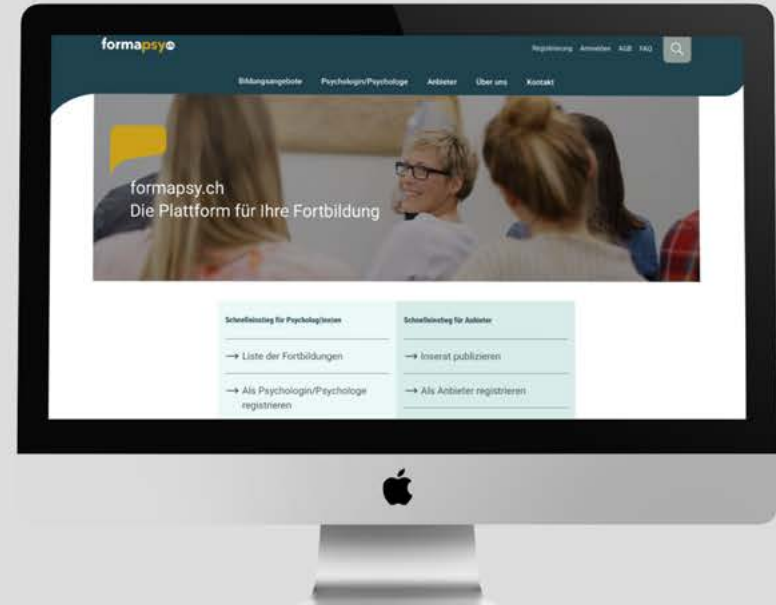 formapsy.ch
Registrierung Anmelden AGB FAQ
Bildungsangebote Psychologin/Psychologe Anbieter Über uns Kontakt
formapsy.ch
Die Plattform für Ihre Fortbildung
Schnelleinstieg für Psycholog/innen
→ Liste der Fortbildungen
→ Als Psychologin/Psychologe
registrieren
Schnelleinstieg für Anbieter
→ Inserat publizieren
→ Als Anbieter registrieren